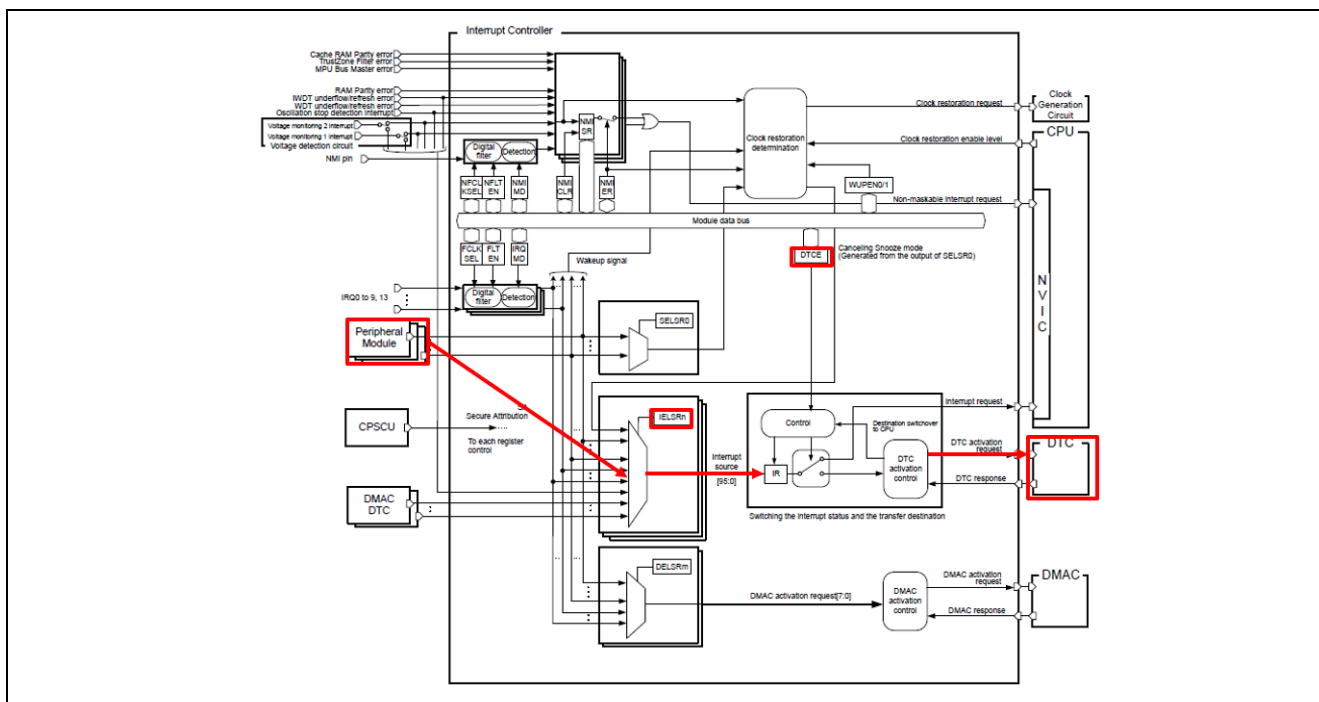 Interrupt Controller
Cache RAM Party error
TrustZone Filter error
MPU Bus Master error
RAM Parity error
IWDT underflow/refresh error
WDT underflow/refresh error
Oscillation stop detection interrupt
Voltage monitoring 2 interrupt
Voltage monitoring 1 interrupt
Voltage detection circuit
NMI pin
Digital
filter
Detection
NMI
SR
Clock restoration
determination
Clock restoration request
Clock
Generation
Circuit
Clock restoration enable level
CPU
NFCL
KSEL
NFLT
EN
NMI
MD
NMI
CLR
NMI
ER
WUPEN0/1
Non-maskable interrupt request
Module data bus
FCLK
SEL
FLT
EN
IRQ
MD
Wakeup signal
DTCE
Canceling Snooze mode
(Generated from the output of SELSR0)
NVIC
IRQ0 to 9, 13
Digital
filter
Detection
Peripheral
Module
SELSR0
CPSCU
Secure Attribution
To each register
control
IELSRn
Control
Destination switchover
to CPU
Interrupt request
Interrupt
source
[95:0]
IR
DTC
activation
control
DTC activation
request
DTC
DTC response
Switching the interrupt status and the transfer destination
DMAC
DTC
DELSRm
DMAC activation request[7:0]
DMAC
activation
control
DMAC activation
request
DMAC
DMAC response